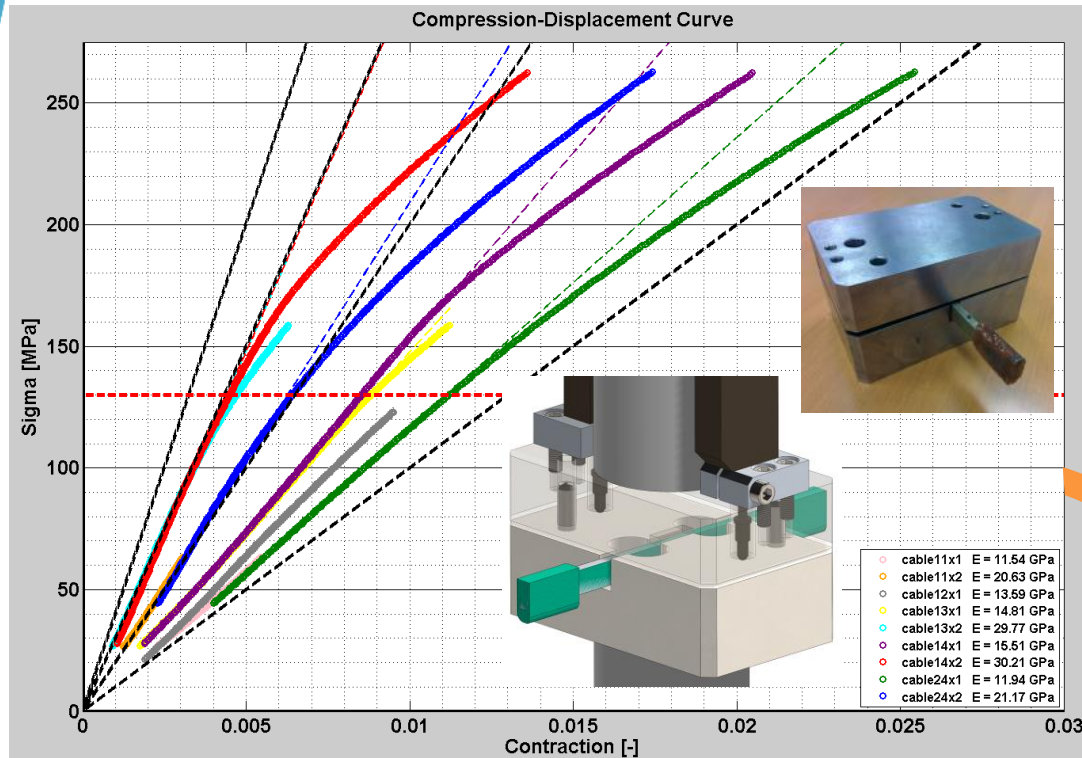 Compression-Displacement Curve
250
200
150
100
50
0
Sigma [MPa]
0
0.005
0.01
0.015
0.02
0.025
0.03
Contraction [-]
cable11x1 E = 11.54 GPa
cable11x2 E = 20.63 GPa
cable12x1 E = 13.59 GPa
cable13x1 E = 14.81 GPa
cable13x2 E = 29.77 GPa
cable14x1 E = 15.51 GPa
cable14x2 E = 30.21 GPa
cable24x1 E = 11.94 GPa
cable24x2 E = 21.17 GPa